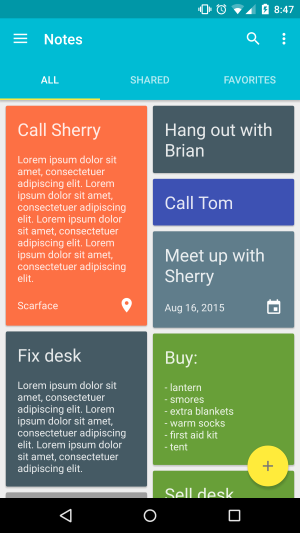 8:47
Notes
ALL
SHARED
FAVORITES
Call Sherry
Lorem ipsum dolor sit
amet, consectetuer
adipiscing elit. Lorem
ipsum dolor sit amet,
consectetuer adipiscing
elit. Lorem ipsum dolor
sit amet, consectetuer
adipiscing elit. Lorem
ipsum dolor sit amet,
consectetuer adipiscing
elit.
Scarface
Fix desk
Lorem ipsum dolor sit
amet, consectetuer
adipiscing elit. Lorem
ipsum dolor sit amet,
consectetuer adipiscing
elit. Lorem ipsum dolor
sit amet, consectetuer
adipiscing elit.
Hang out with
Brian
Call Tom
Meet up with
Sherry
Aug 16, 2015
Buy:
- lantern
- smores
- extra blankets
- warm socks
- first aid kit
- tent
Sell desk